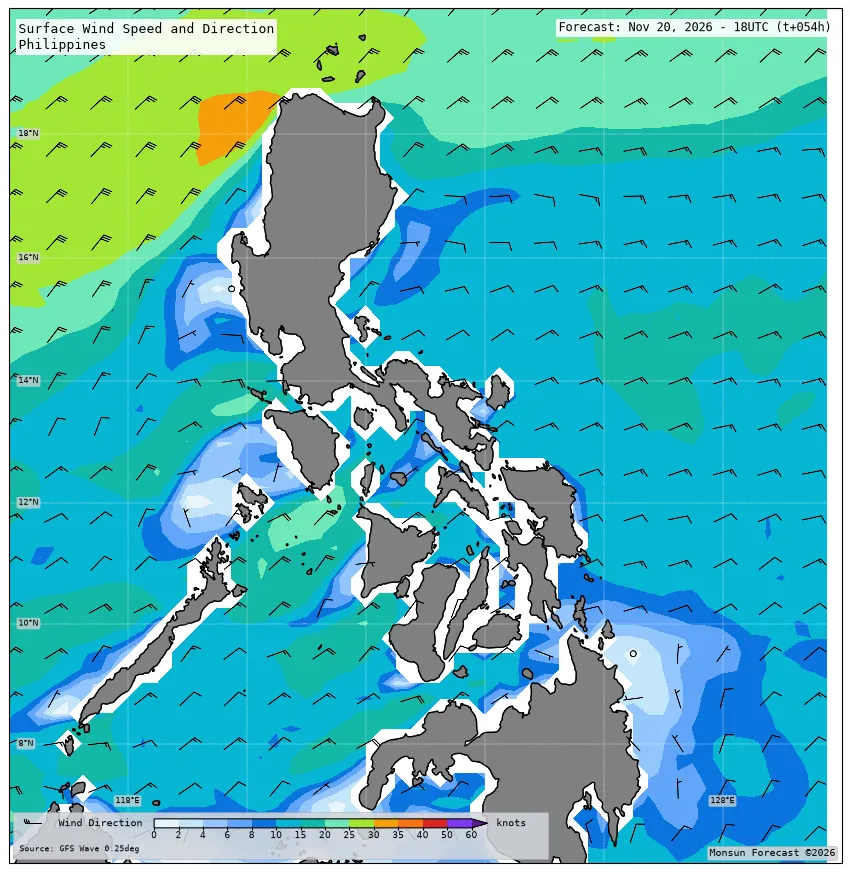 Surface Wind Speed and Direction
Philippines
Forecast: Nov 20, 2026 - 18UTC (t+054h)
18°N
16°N
14°N
12°N
10°N
8°N
118°E
128°E
Wind Direction
knots
0 2 4 6 8 10 15 20 25 30 35 40 50 60
Source: GFS Wave 0.25deg
Monsun Forecast ©2026